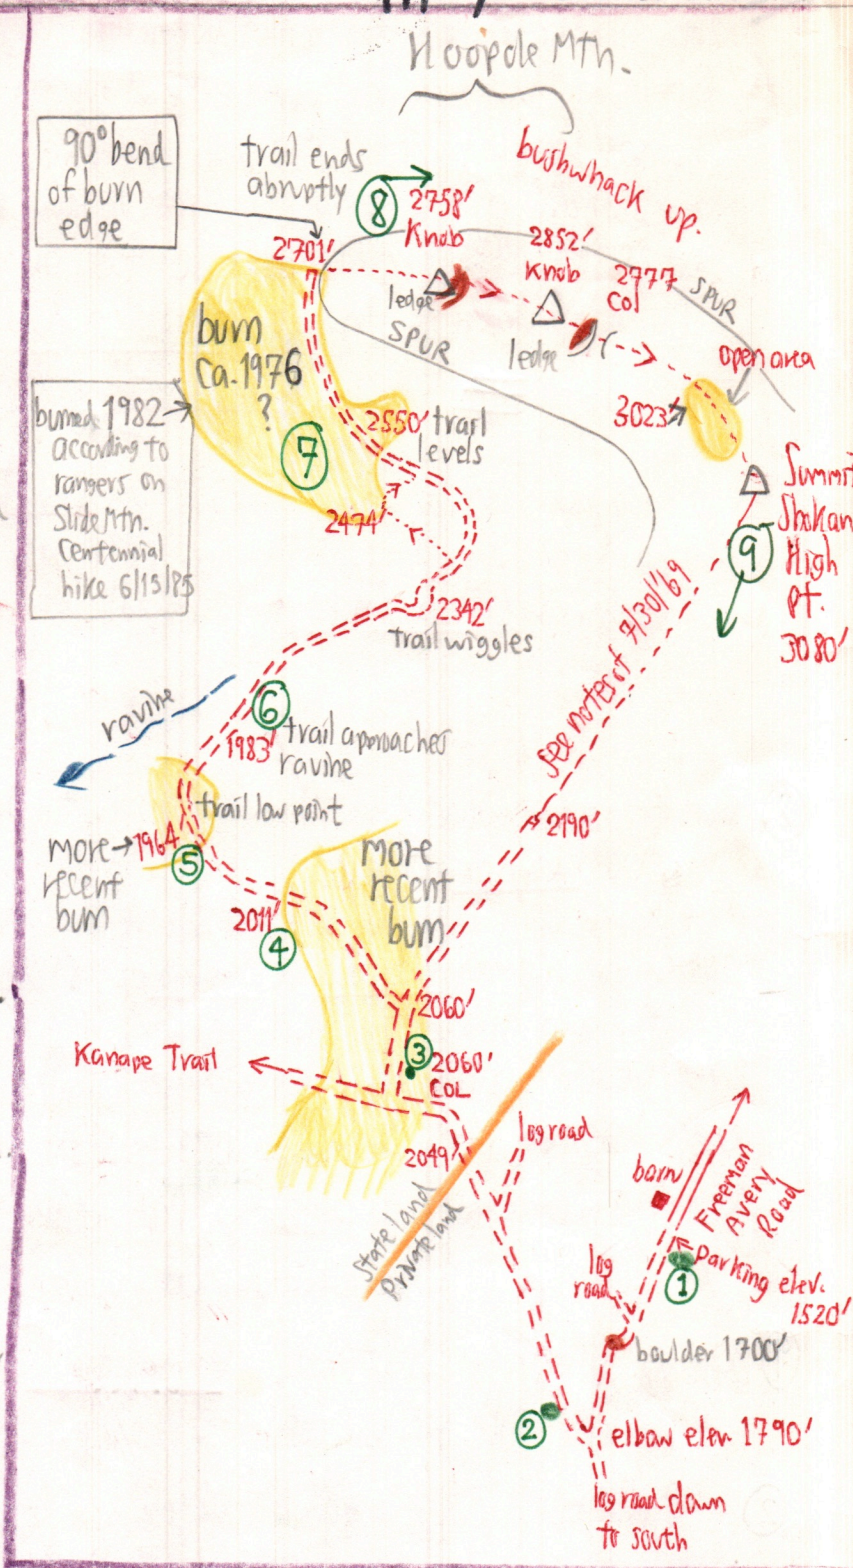 Hoopole Mtn.
90° bend
of burn
edge
trail ends
abruptly
8
bushwhack up.
2758'
Knob
2701'
2852'
Knob
2777
Col
SPUR
ledge
SPUR
ledge
open area
burn
ca. 1976
?
7
burned 1982
according to
rangers on
Slide Mtn.
Centennial
hike 6/15/85
2550' trail
levels
3023'
2474'
Summit
Shokan
High
Pt.
3080'
9
2342'
trail wiggles
see notes of 7/30/'69
ravine
6
1983'
trail aproaches
ravine
trail low point
1964'
5
more
recent
burn
2190'
more
recent
burn
2011'
4
2060'
3
2060'
COL
Kanape Trail
2049'
log road
State land
Private land
barn
Freeman
Avery
Road
log
road
1
Parking elev.
1520'
boulder 1700'
2
elbow elev 1790'
log road down
to south